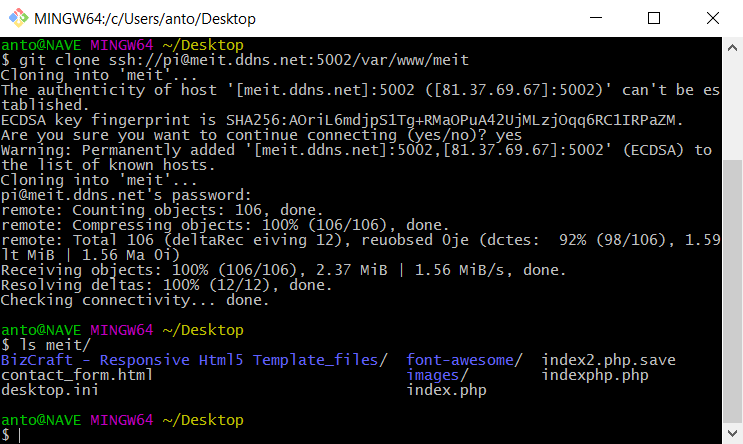 MINGW64:/c/Users/anto/Desktop
anto@NAVE MINGW64 ~/Desktop
$ git clone ssh://pi@meit.ddns.net:5002/var/www/meit
Cloning into 'meit'...
The authenticity of host '[meit.ddns.net]:5002 ([81.37.69.67]:5002)' can't be es
tablished.
ECDSA key fingerprint is SHA256:AOriL6mdjpS1Tg+RMaOPuA42UjMLzjOqq6RC1IRPaZM.
Are you sure you want to continue connecting (yes/no)? yes
Warning: Permanently added '[meit.ddns.net]:5002,[81.37.69.67]:5002' (ECDSA) to
the list of known hosts.
Cloning into 'meit'...
pi@meit.ddns.net's password:
remote: Counting objects: 106, done.
remote: Compressing objects: 100% (106/106), done.
remote: Total 106 (deltaRec eiving 12), reuobsed 0je (dctes:  92% (98/106), 1.59
lt MiB | 1.56 Ma 0i)
Receiving objects: 100% (106/106), 2.37 MiB | 1.56 MiB/s, done.
Resolving deltas: 100% (12/12), done.
Checking connectivity... done.
anto@NAVE MINGW64 ~/Desktop
$ ls meit/
BizCraft - Responsive Html5 Template_files/  font-awesome/  index2.php.save
contact_form.html                            images/        indexphp.php
desktop.ini                                  index.php
anto@NAVE MINGW64 ~/Desktop
$